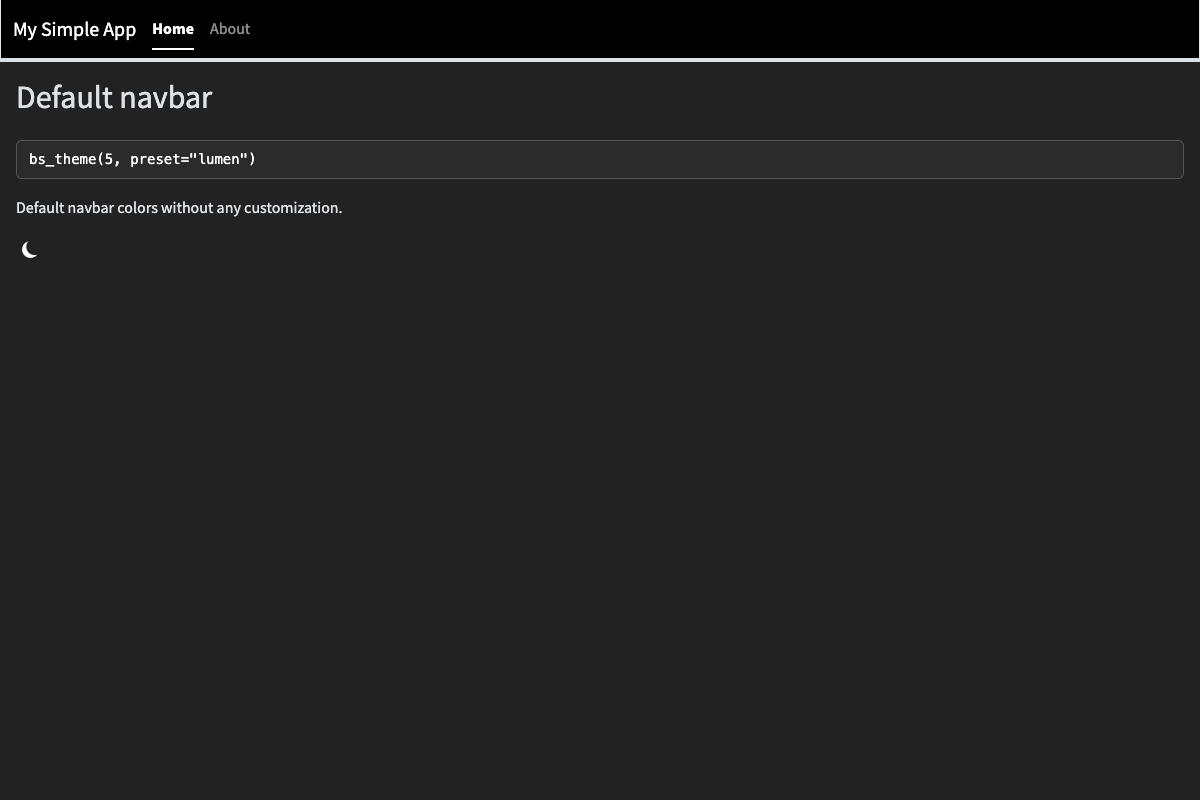 My Simple App Home About
Default navbar
bs_theme(5, preset="lumen")
Default navbar colors without any customization.